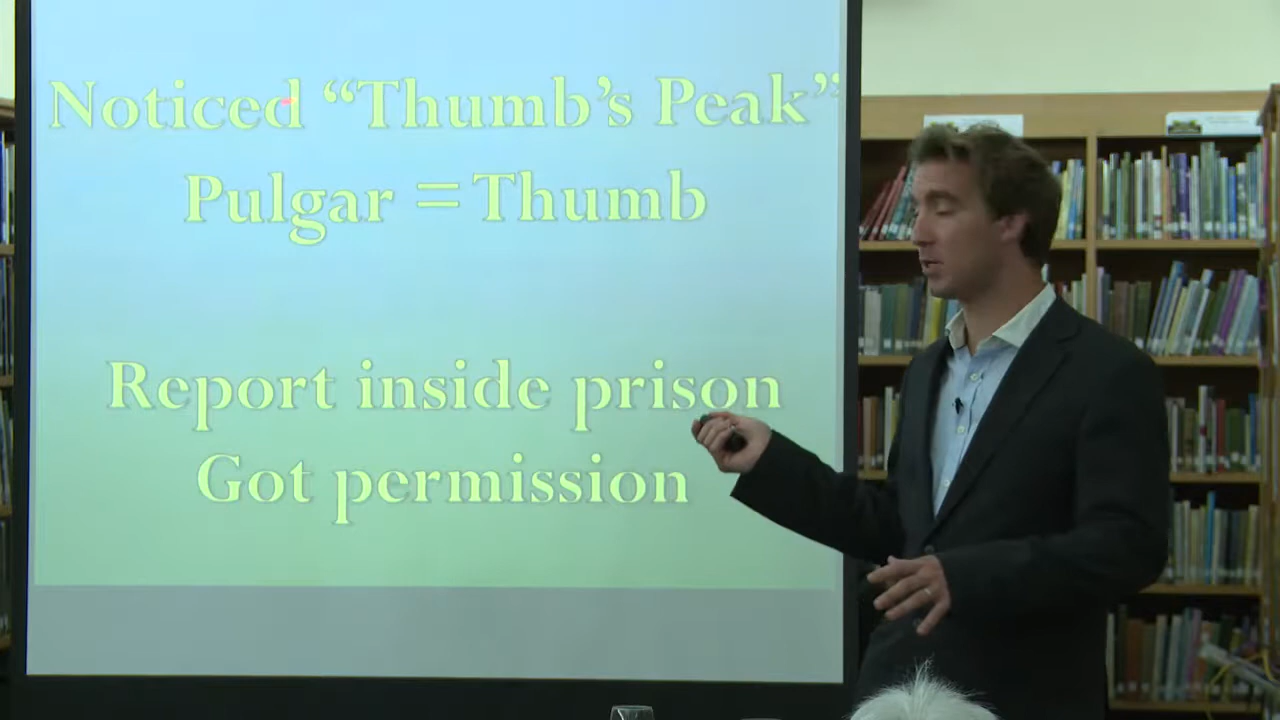 Noticed “Thumb’s Peak”
Pulgar = Thumb
Report inside prison
Got permission